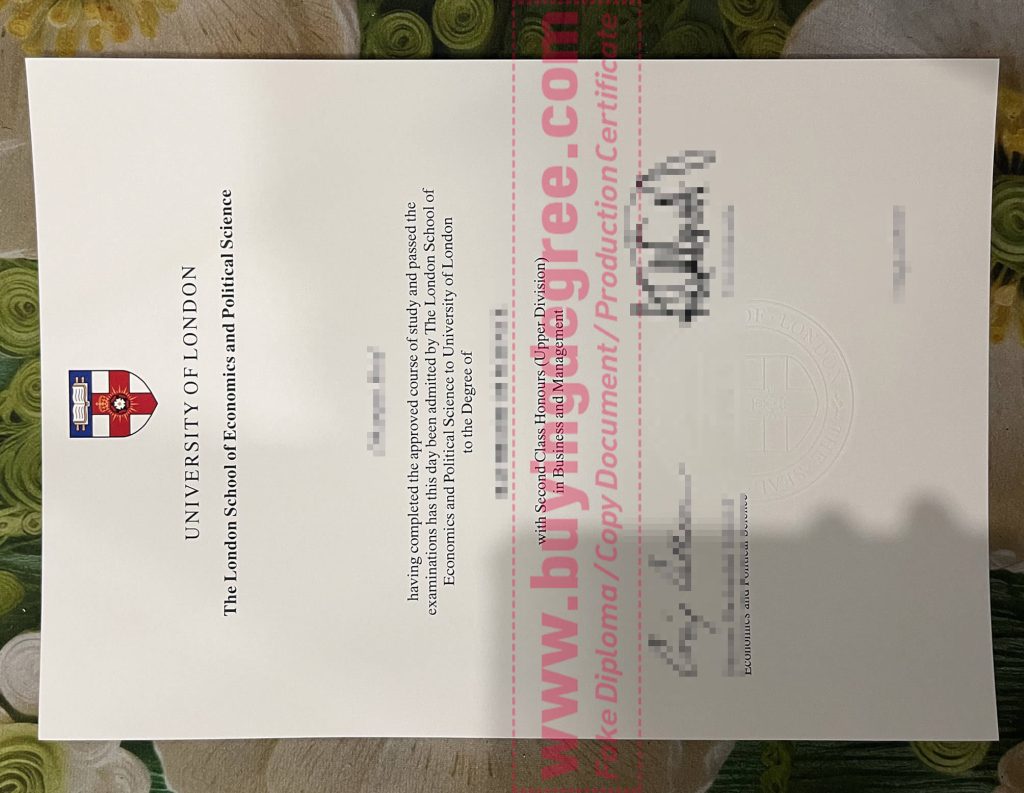 UNIVERSITY OF LONDON
The London School of Economics and Political Science
having completed the approved course of study and passed the
examinations has this day been admitted by The London School of
Economics and Political Science to University of London
to the Degree of
with Second Class Honours (Upper Division)
in Business and Management
www.buyingdegree.com
Fake Diploma/Copy Document/Production Certificate
Economics and Political Science
OF · LON